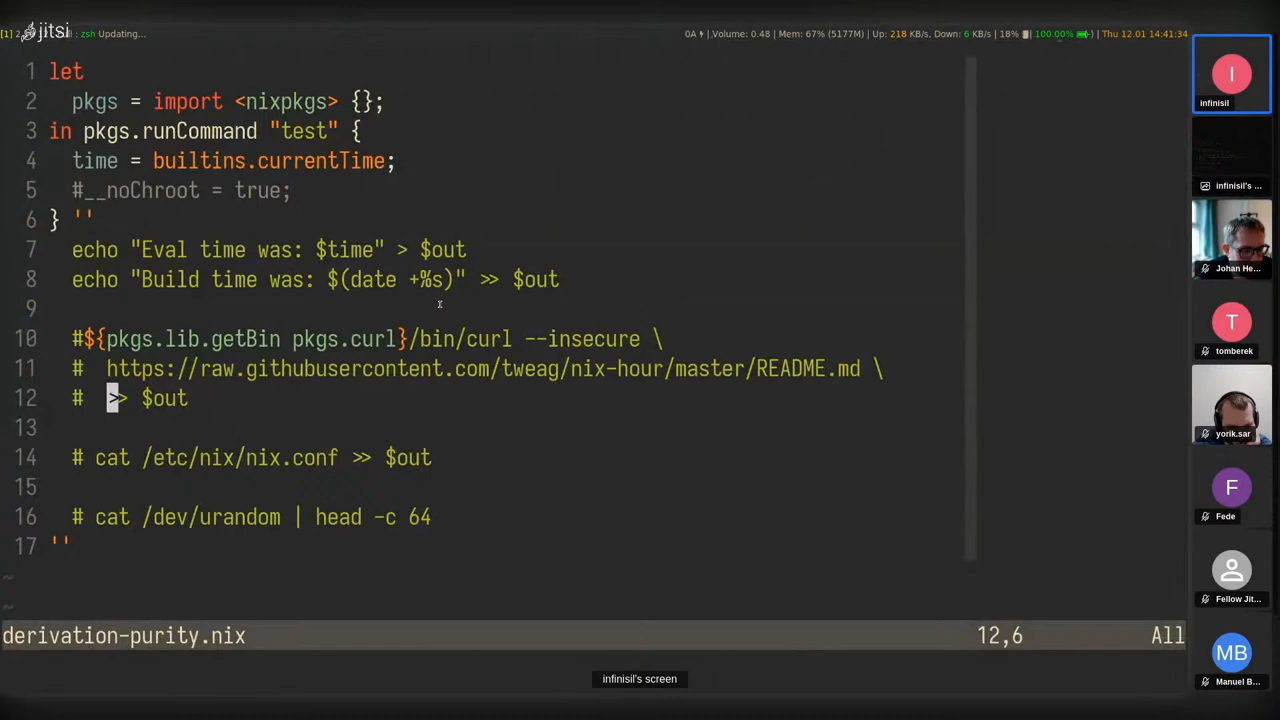 jitsi
[1] zsh Updating...
0A | Volume: 0.48 | Mem: 67% (5177M) | Up: 218 KB/s, Down: 6 KB/s | 18% | 100.00% | Thu 12.01 14:41:34
1 let
2 pkgs = import <nixpkgs> {};
3 in pkgs.runCommand "test" {
4 time = builtins.currentTime;
5 #__noChroot = true;
6 } ''
7 echo "Eval time was: $time" > $out
8 echo "Build time was: $(date +%s)" >> $out
9
10 #${pkgs.lib.getBin pkgs.curl}/bin/curl --insecure \
11 # https://raw.githubusercontent.com/tweag/nix-hour/master/README.md \
12 # >> $out
13
14 # cat /etc/nix/nix.conf >> $out
15
16 # cat /dev/urandom | head -c 64
17 ''
~
~
derivation-purity.nix 12,6 All
infinisil's screen
I
infinisil
infinisil's ...
Johan He...
T
tomberek
yorik.sar
F
Fede
Fellow Jit...
MB
Manuel B...